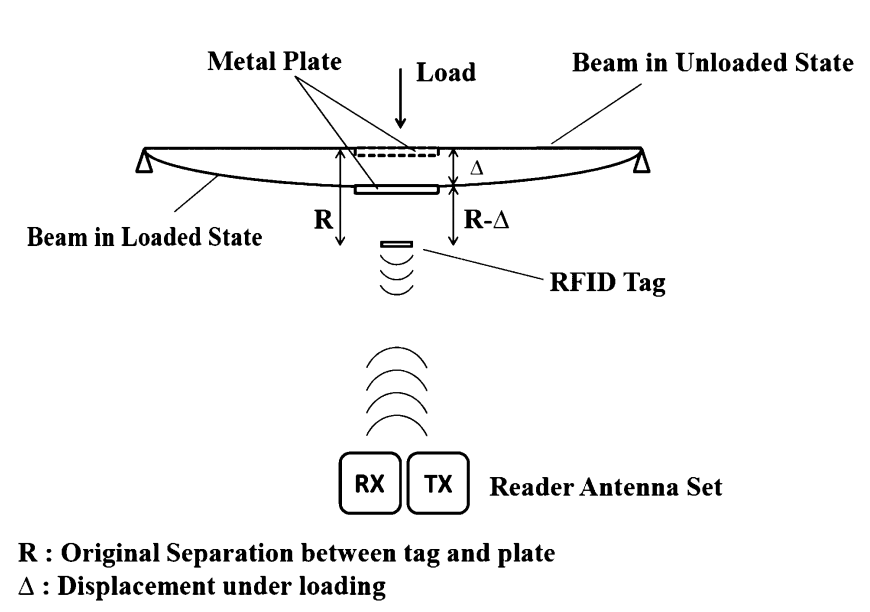 Metal Plate
Load
Beam in Unloaded State
Δ
R
R-Δ
Beam in Loaded State
RFID Tag
RX
TX
Reader Antenna Set
R : Original Separation between tag and plate
Δ : Displacement under loading